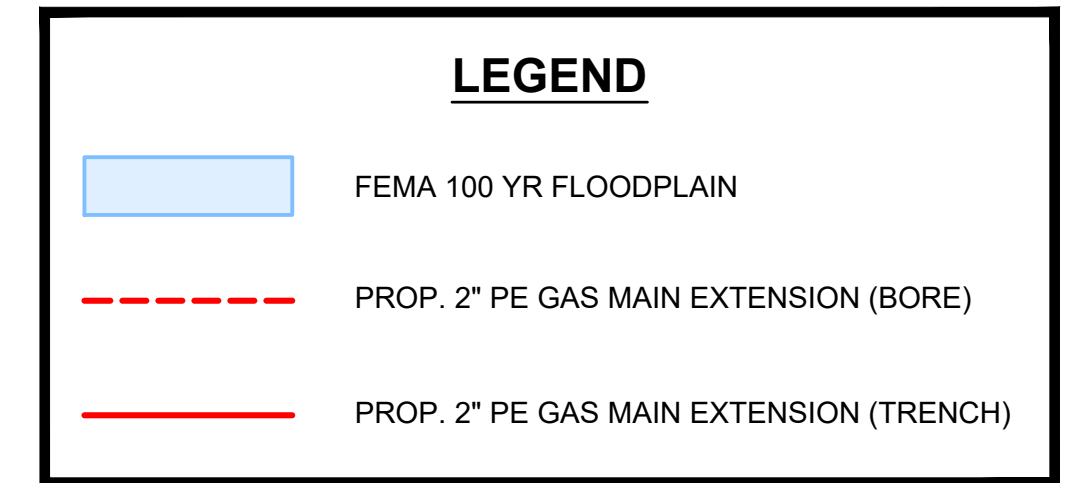 LEGEND
FEMA 100 YR FLOODPLAIN
PROP. 2" PE GAS MAIN EXTENSION (BORE)
PROP. 2" PE GAS MAIN EXTENSION (TRENCH)